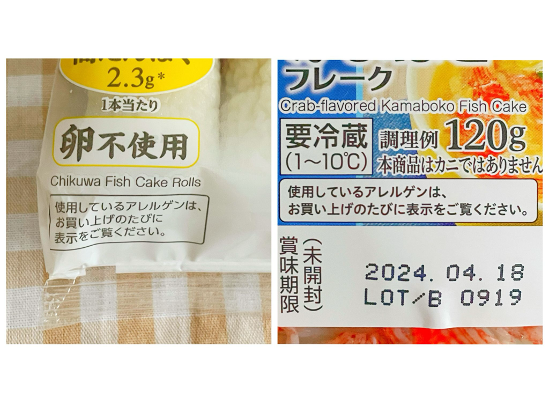 2.3g*
1本当たり
卵不使用
Chikuwa Fish Cake Rolls
使用しているアレルゲンは、
お買い上げのたびに
表示をご覧ください。
フレーク
Crab-flavored Kamaboko Fish Cake
要冷蔵
(1~10℃)
調理例 120g
本商品はカニではありません
使用しているアレルゲンは、
お買い上げのたびに表示をご覧ください。
(未開封)
賞味期限
2024.04.18
LOT/B 0919